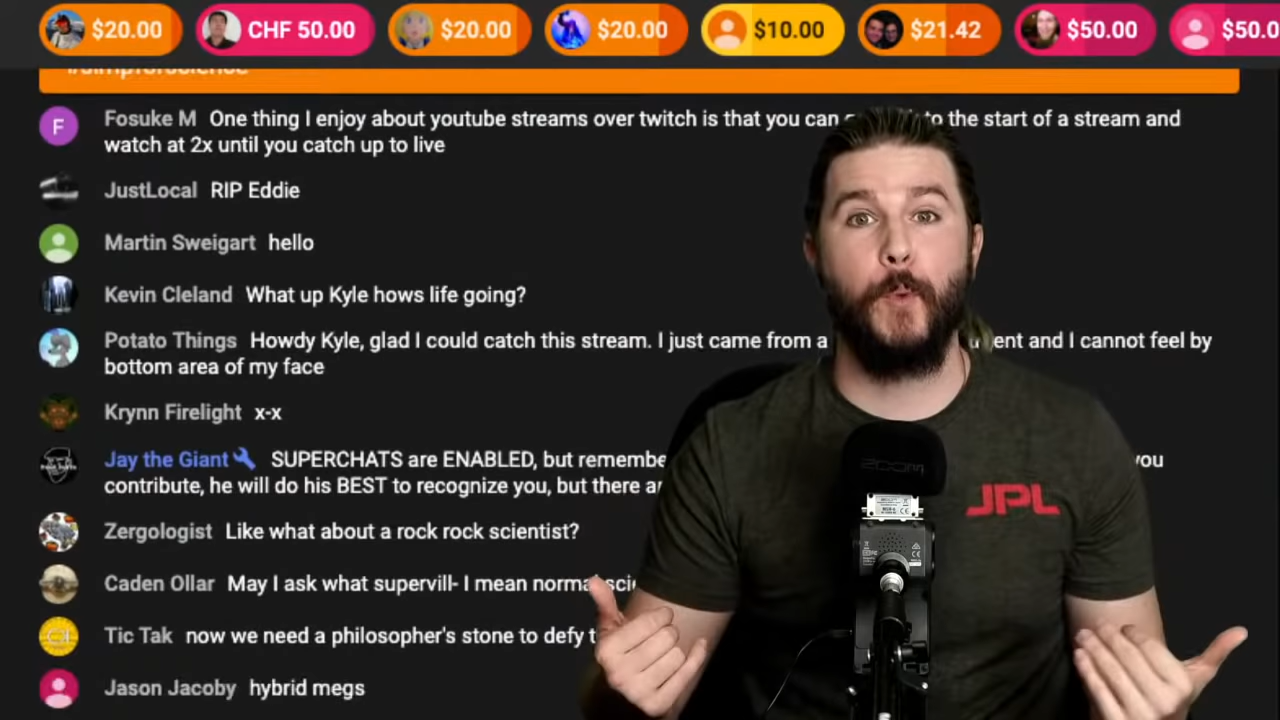 $20.00 CHF 50.00 $20.00 $20.00 $10.00 $21.42 $50.00 $50.0
Fosuke M One thing I enjoy about youtube streams over twitch is that you can to the start of a stream and
watch at 2x until you catch up to live
JustLocal RIP Eddie
Martin Sweigart hello
Kevin Cleland What up Kyle hows life going?
Potato Things Howdy Kyle, glad I could catch this stream. I just came from a and I cannot feel by
bottom area of my face
Krynn Firelight x-x
Jay the Giant SUPERCHATS are ENABLED, but you
contribute, he will do his BEST to recognize you, but there
Zergologist Like what about a rock rock scientist?
Caden Ollar May I ask what supervill- I mean
Tic Tak now we need a philosopher's stone to defy
Jason Jacoby hybrid megs
ZOOM
JPL